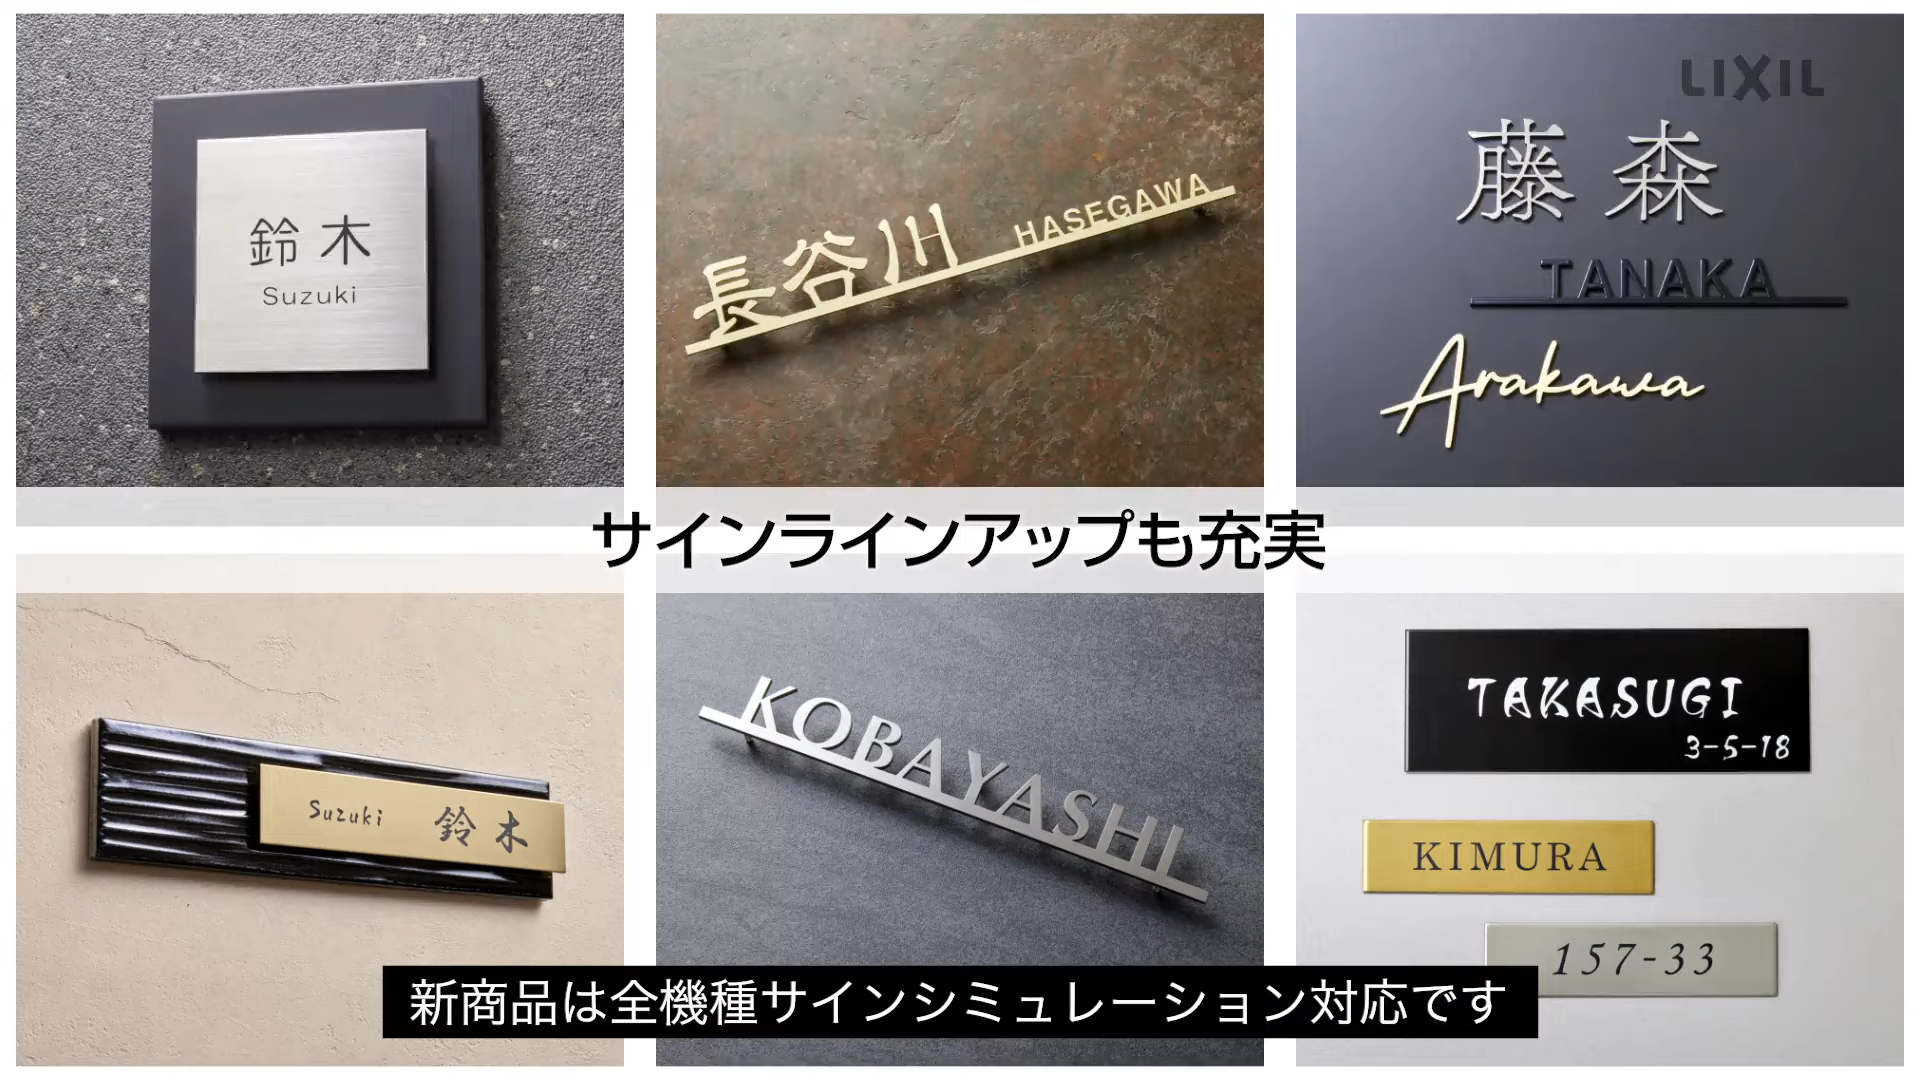 鈴木
Suzuki
長谷川 HASEGAWA
LIXIL
藤森
TANAKA
Arakawa
サインラインアップも充実
Suzuki 鈴木
KOBAYASHI
TAKASUGI
3-5-18
KIMURA
157-33
新商品は全機種サインシミュレーション対応です